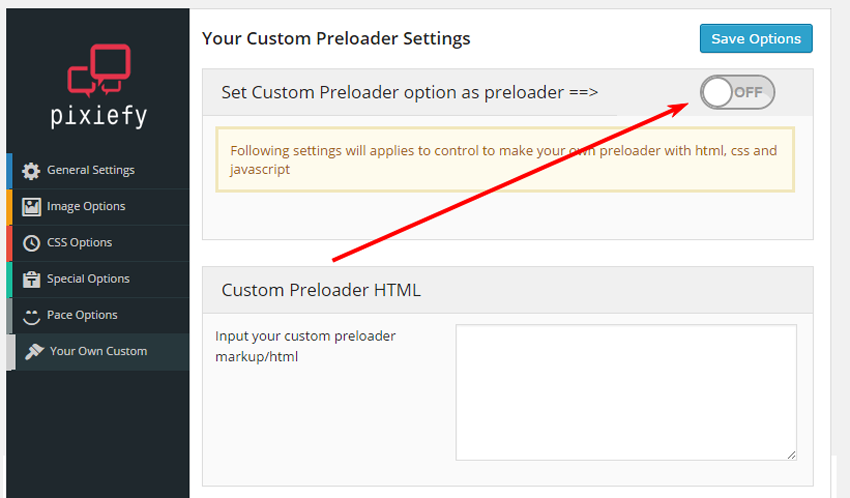 pixiefy
General Settings
Image Options
CSS Options
Special Options
Pace Options
Your Own Custom
Your Custom Preloader Settings
Save Options
Set Custom Preloader option as preloader ==>
OFF
Following settings will applies to control to make your own preloader with html, css and
javascript
Custom Preloader HTML
Input your custom preloader
markup/html